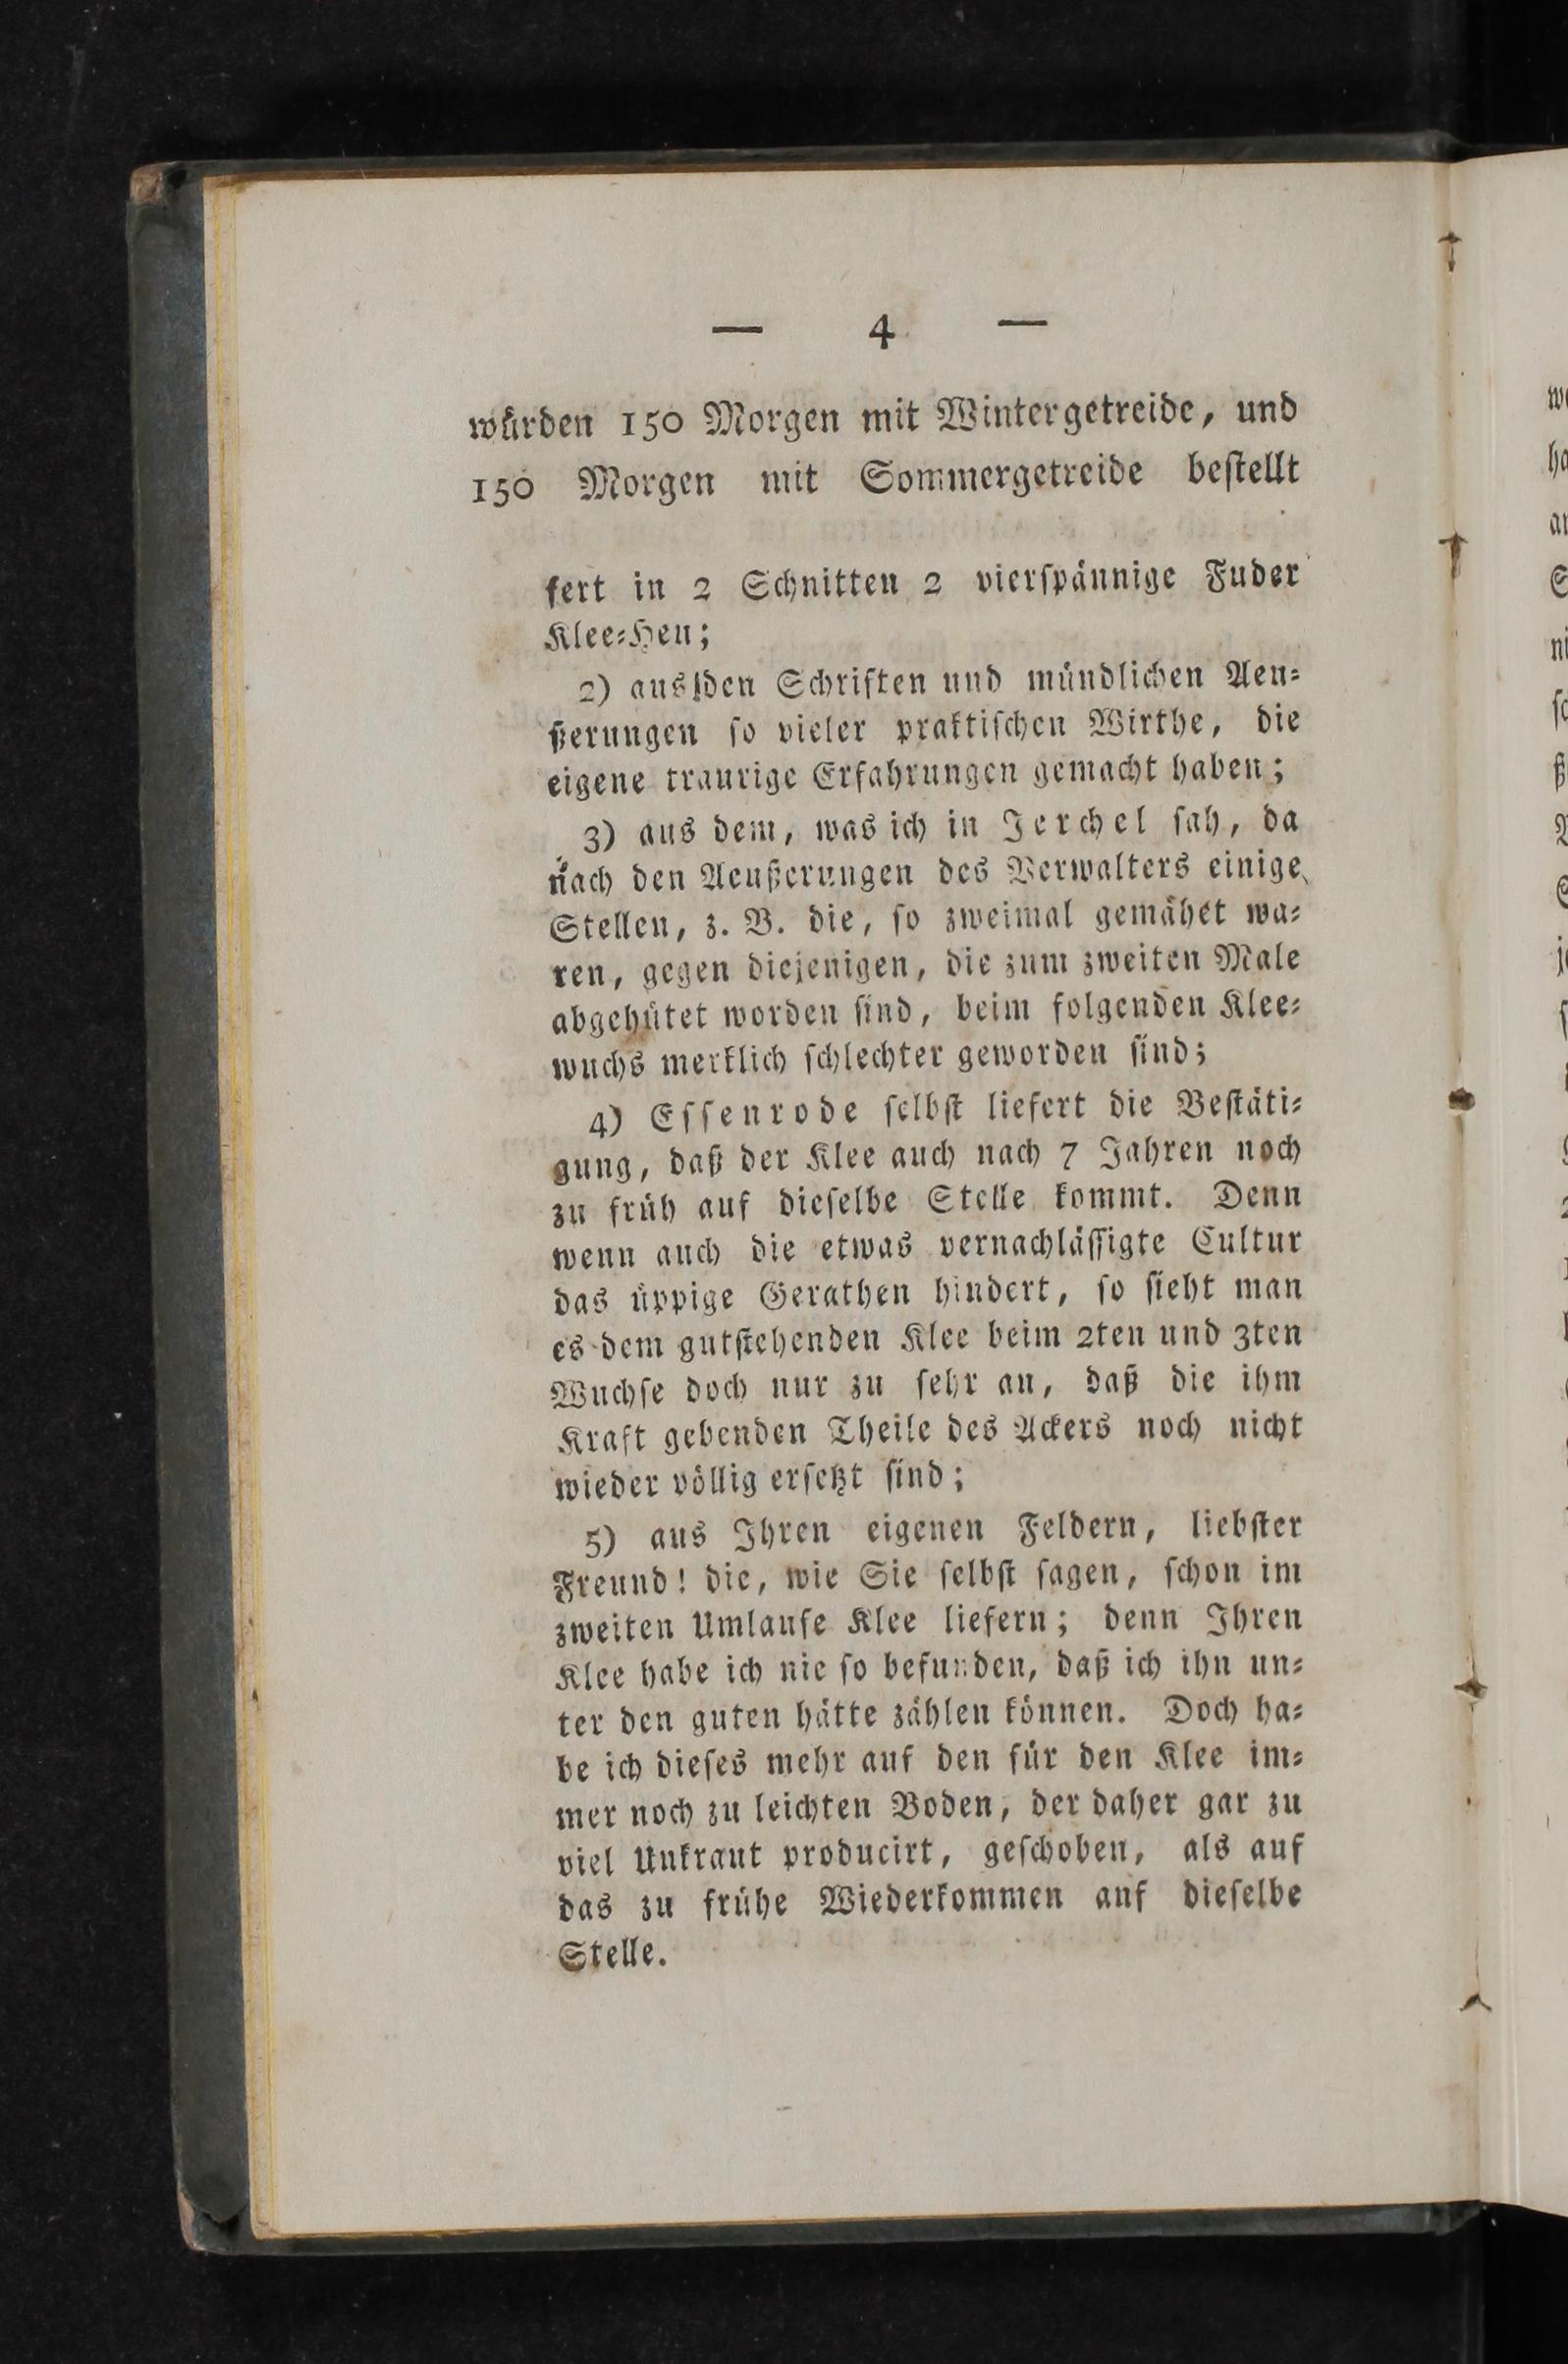 — 4 —
würden 150 Morgen mit Wintergetreide, und
150 Morgen mit Sommergetreide beſtellt
fert in 2 Schnitten 2 vierſpännige Fuder
Klee⸗Heu;
2) aus den Schriften und mündlichen Aeu⸗
ßerungen ſo vieler praktiſchen Wirthe, die
eigene traurige Erfahrungen gemacht haben;
3) aus dem, was ich in Jerchel ſah, da
nach den Aeußerungen des Verwalters einige
Stellen, z. B. die, ſo zweimal gemähet wa⸗
ren, gegen diejenigen, die zum zweiten Male
abgehütet worden ſind, beim folgenden Klee⸗
wuchs merklich ſchlechter geworden ſind;
4) Eſſenrode ſelbſt liefert die Beſtäti⸗
gung, daß der Klee auch nach 7 Jahren noch
zu früh auf dieſelbe Stelle kommt. Denn
wenn auch die etwas vernachläſſigte Cultur
das üppige Gerathen hindert, ſo ſieht man
es dem gutſtehenden Klee beim 2ten und 3ten
Wuchſe doch nur zu ſehr an, daß die ihm
Kraft gebenden Theile des Ackers noch nicht
wieder völlig erſetzt ſind;
5) aus Ihren eigenen Feldern, liebſter
Freund! die, wie Sie ſelbſt ſagen, ſchon im
zweiten Umlaufe Klee liefern; denn Ihren
Klee habe ich nie ſo befunden, daß ich ihn un⸗
ter den guten hätte zählen können. Doch ha⸗
be ich dieſes mehr auf den für den Klee im⸗
mer noch zu leichten Boden, der daher gar zu
viel Unkraut producirt, geſchoben, als auf
das zu frühe Wiederkommen auf dieſelbe
Stelle.